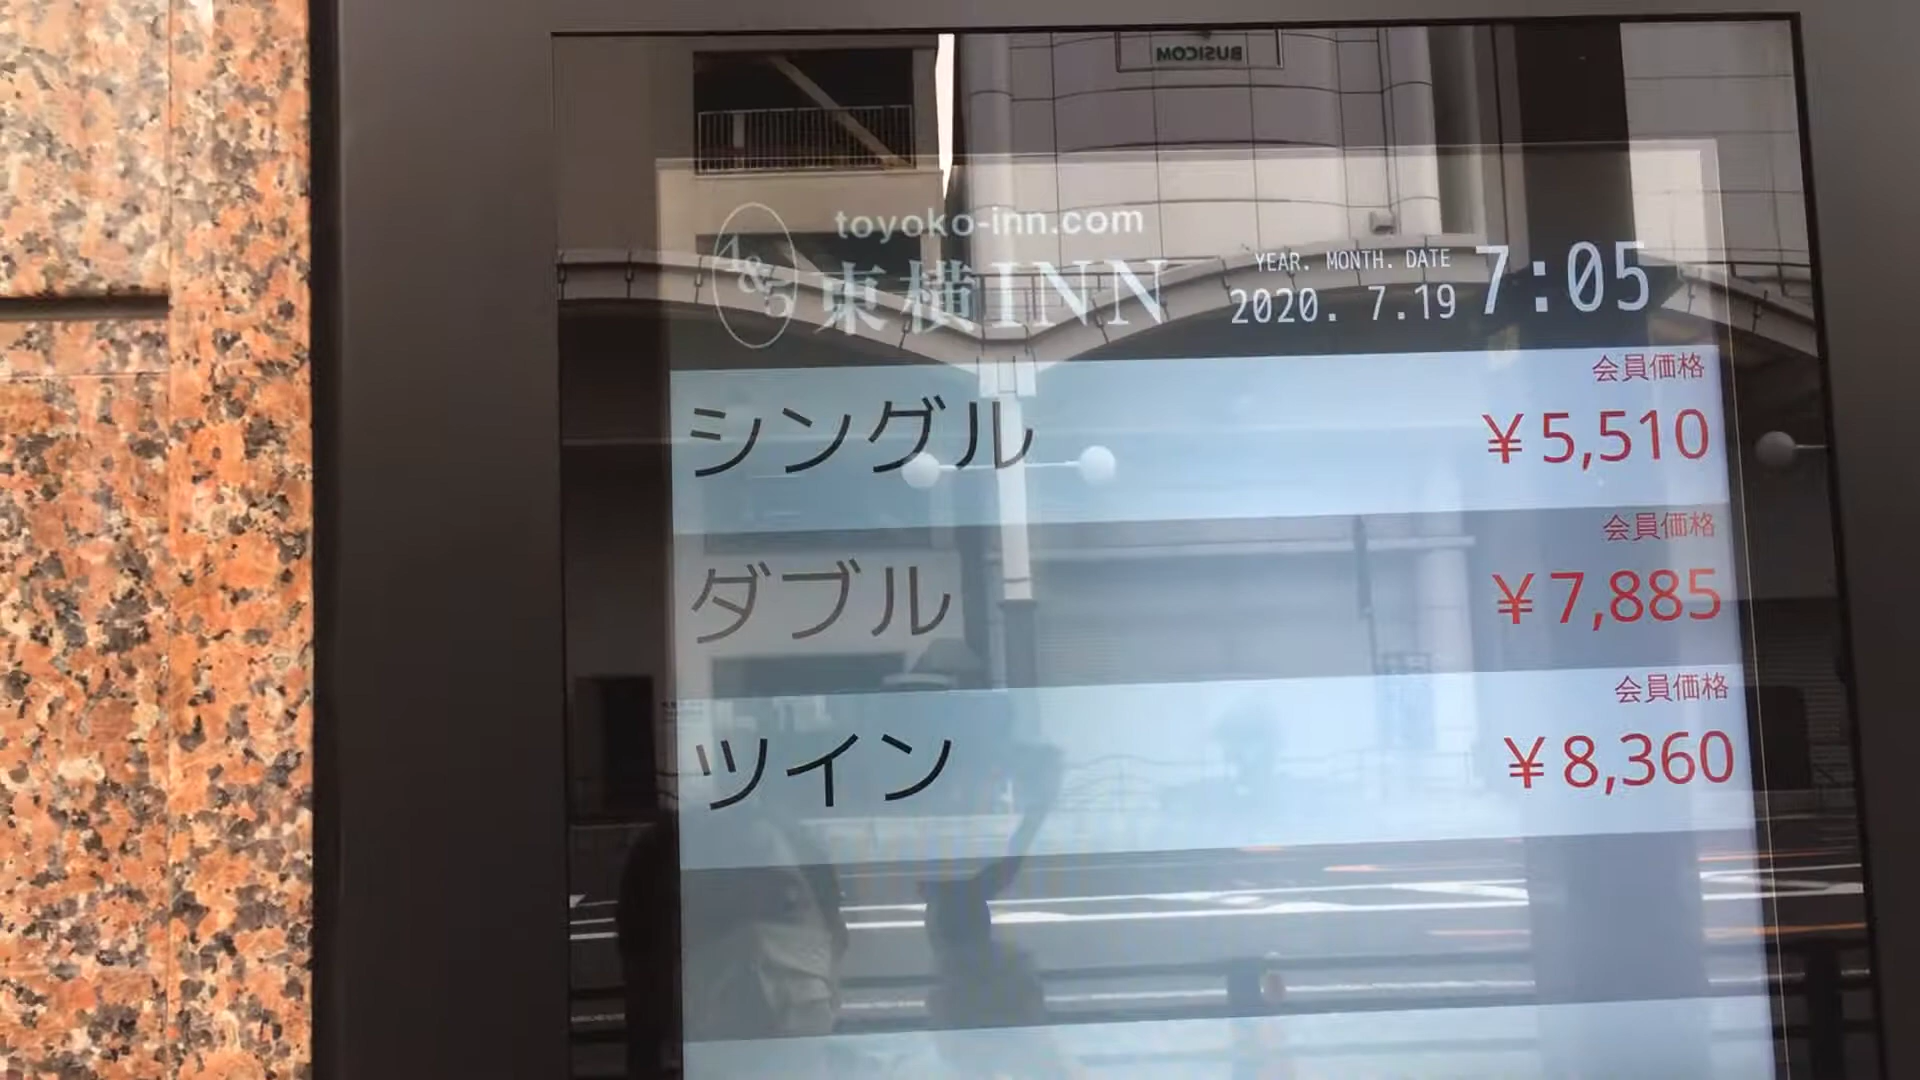 BUSICOM
toyoko-inn.com
4&5
東横INN
YEAR. MONTH. DATE
2020. 7.19
7:05
会員価格
シングル ¥5,510
会員価格
ダブル ¥7,885
会員価格
ツイン ¥8,360